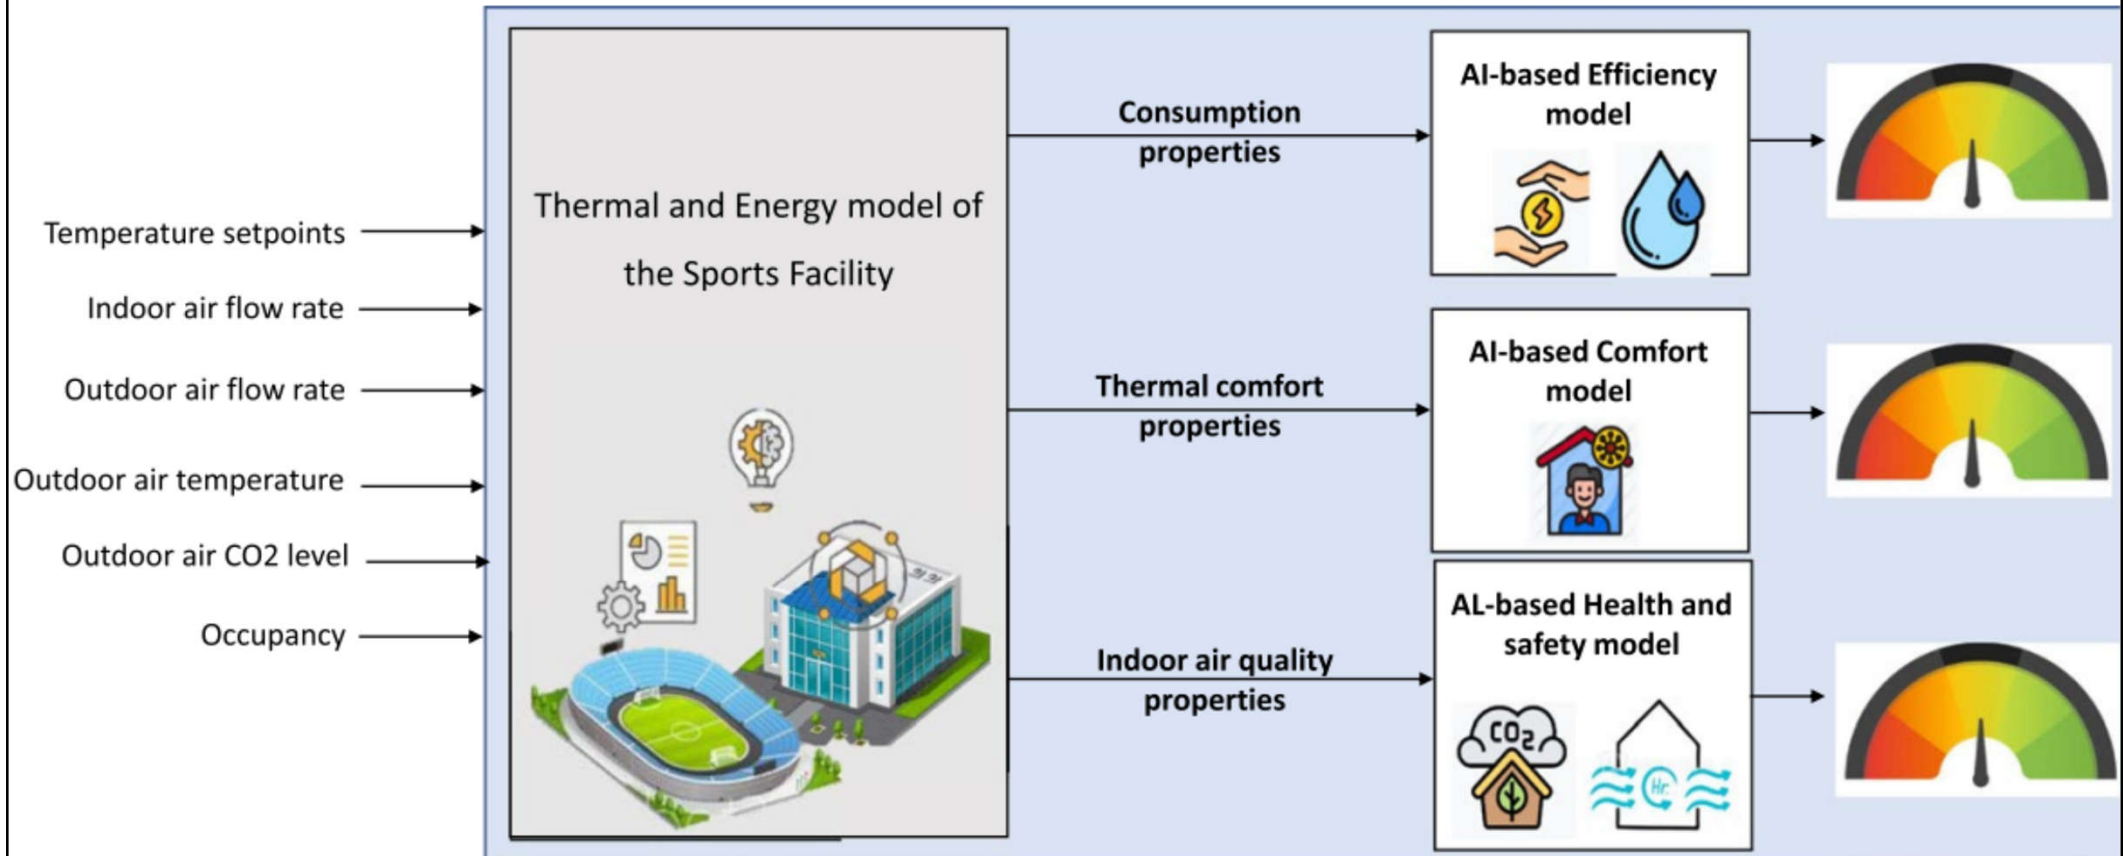 Temperature setpoints
Indoor air flow rate
Outdoor air flow rate
Outdoor air temperature
Outdoor air CO2 level
Occupancy
Thermal and Energy model of
the Sports Facility
Consumption
properties
Thermal comfort
properties
Indoor air quality
properties
AI-based Efficiency
model
AI-based Comfort
model
AL-based Health and
safety model
CO2
Hr.